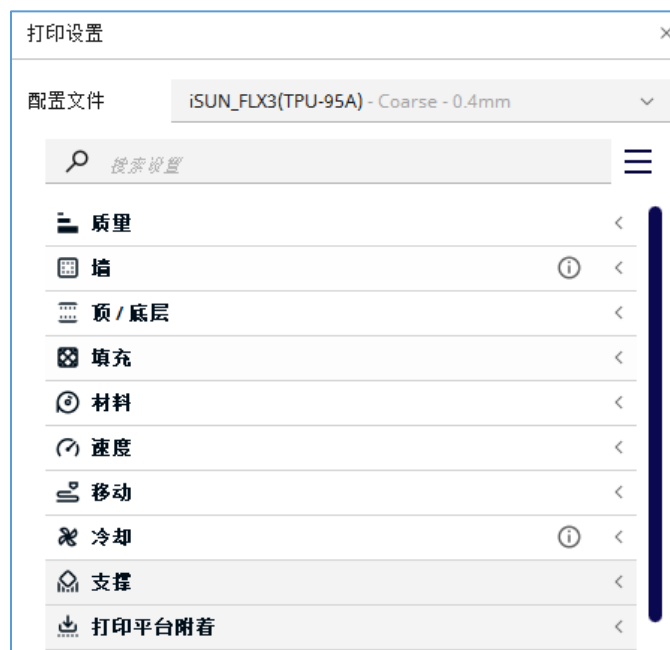 打印设置
配置文件 iSUN_FLX3(TPU-95A) - Coarse - 0.4mm
搜索设置
质量
墙
顶 / 底层
填充
材料
速度
移动
冷却
支撑
打印平台附着